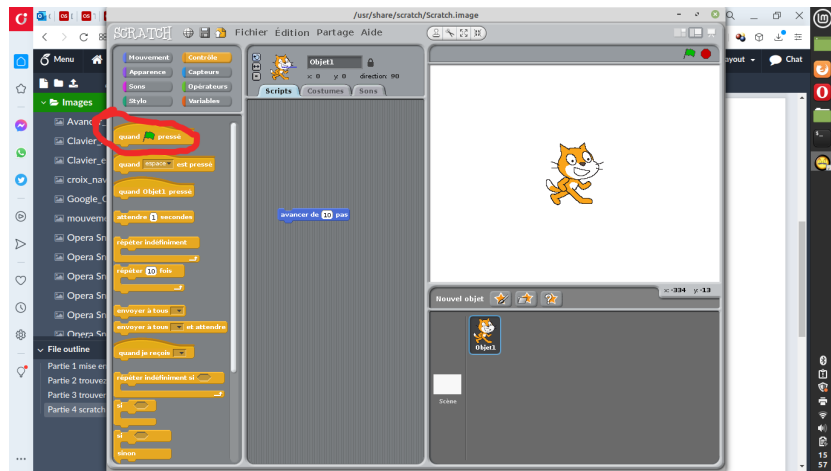 /usr/share/scratch/Scratch.image
SCRATCH Fichier Édition Partage Aide
Menu
Images
Clavier_
Clavier_e
croix_nav
Google_C
mouveme
Opera Sn
Opera Sn
Opera Sn
Opera Sn
Opera Sn
Opera Sn
File outline
Partie 1 mise en
Partie 2 trouvez
Partie 3 trouver
Partie 4 scratch
Mouvement Contrôle
Apparence Capteurs
Sons Opérateurs
Stylo Variables
quand pressé
quand espace est pressé
quand Objet1 pressé
attendre 1 secondes
répéter indéfiniment
répéter 10 fois
envoyer à tous
envoyer à tous et attendre
quand je reçois
répéter indéfiniment si
si
si
sinon
Objet1
x: 0 y: 0 direction: 90
Scripts Costumes Sons
avancer de 10 pas
x: -334 y: -13
Nouvel objet
Objet1
Scène
Chat
15
57